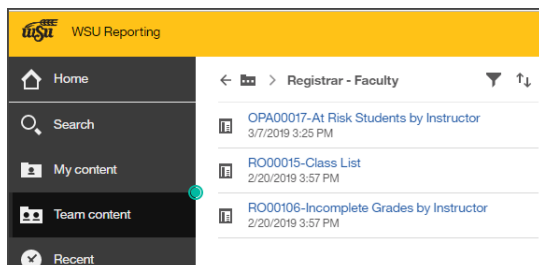 WSU WSU Reporting
Home
Search
My content
Team content
Recent
Registrar - Faculty
OPA00017-At Risk Students by Instructor
3/7/2019 3:25 PM
RO00015-Class List
2/20/2019 3:57 PM
RO00106-Incomplete Grades by Instructor
2/20/2019 3:57 PM